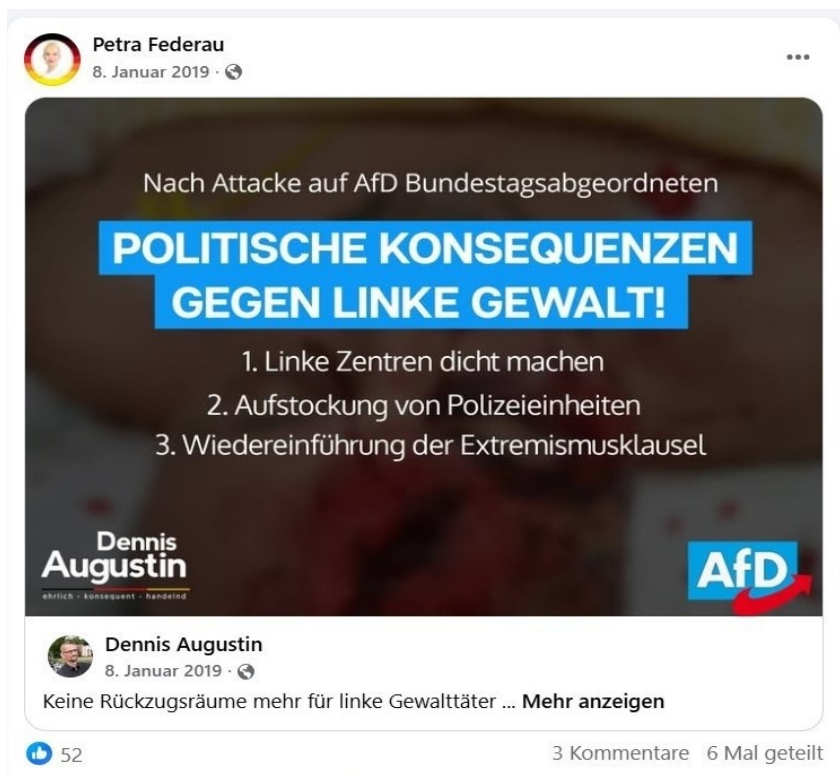 Petra Federau
8. Januar 2019 ·
Nach Attacke auf AfD Bundestagsabgeordneten
POLITISCHE KONSEQUENZEN
GEGEN LINKE GEWALT!
1. Linke Zentren dicht machen
2. Aufstockung von Polizeieinheiten
3. Wiedereinführung der Extremismusklausel
Dennis
Augustin
ehrlich - konsequent - handelnd
AfD
Dennis Augustin
8. Januar 2019 ·
Keine Rückzugsräume mehr für linke Gewalttäter ... Mehr anzeigen
52
3 Kommentare 6 Mal geteilt